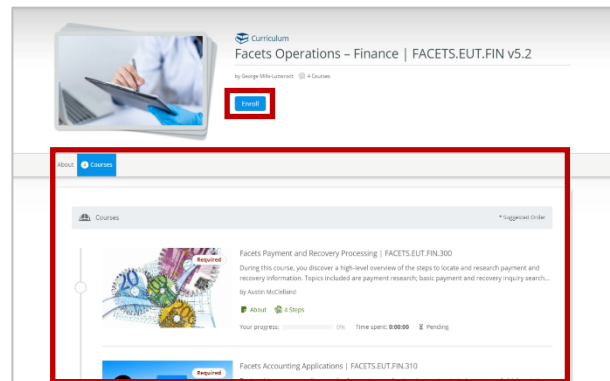 Curriculum
Facets Operations – Finance | FACETS.EUT.FIN v5.2
4 Courses
Enroll
About
4 Courses
Courses
* Suggested Order
Required
Facets Payment and Recovery Processing | FACETS.EUT.FIN.300
During this course, you discover a high-level overview of the steps to locate and research payment and
recovery information. Topics included are payment research; basic payment and recovery inquiry search...
by Austin McClelland
About 4 Steps
Your progress: 0% Time spent: 0:00:00 Pending
Required
Facets Accounting Applications | FACETS.EUT.FIN.310